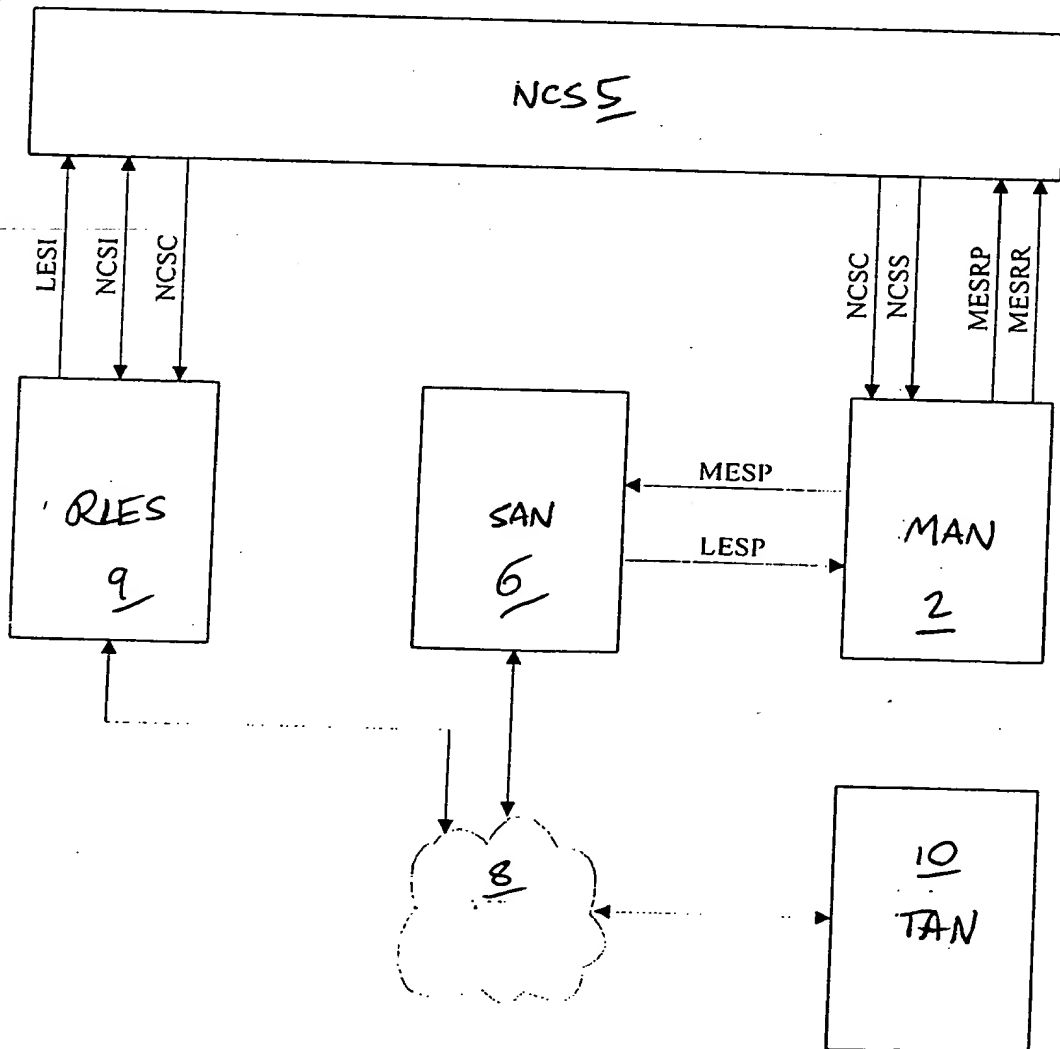 NCS 5
LESI
NCSI
NCSC
NCSC
NCSS
MESRP
MESRR
RLES
9
SAN
6
MESP
LESP
MAN
2
8
10
TAN